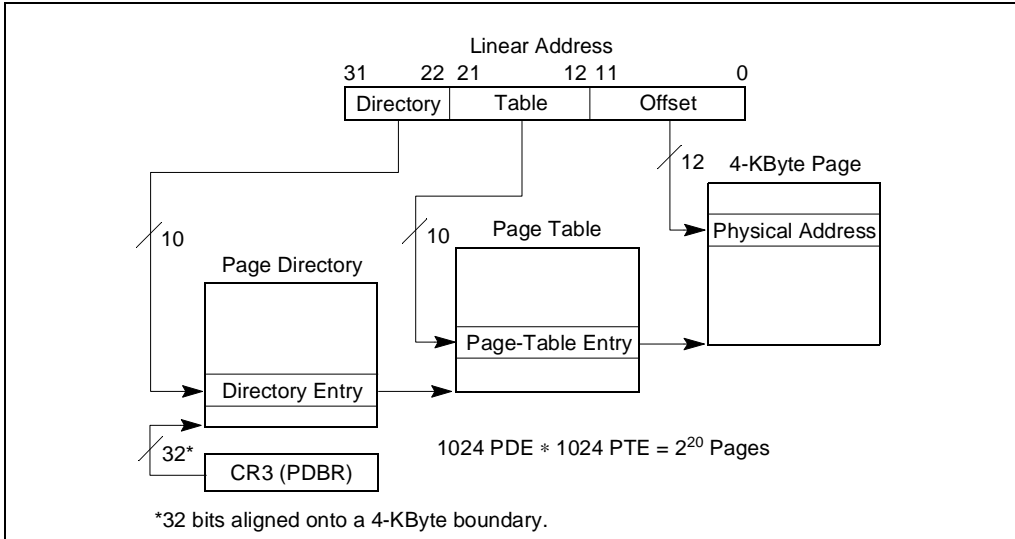 Linear Address
31 22 21 12 11 0
Directory Table Offset
12 4-KByte Page
Physical Address
10 10 Page Table
Page Directory
Page-Table Entry
Directory Entry
32* 1024 PDE ∗ 1024 PTE = 2²⁰ Pages
CR3 (PDBR)
*32 bits aligned onto a 4-KByte boundary.